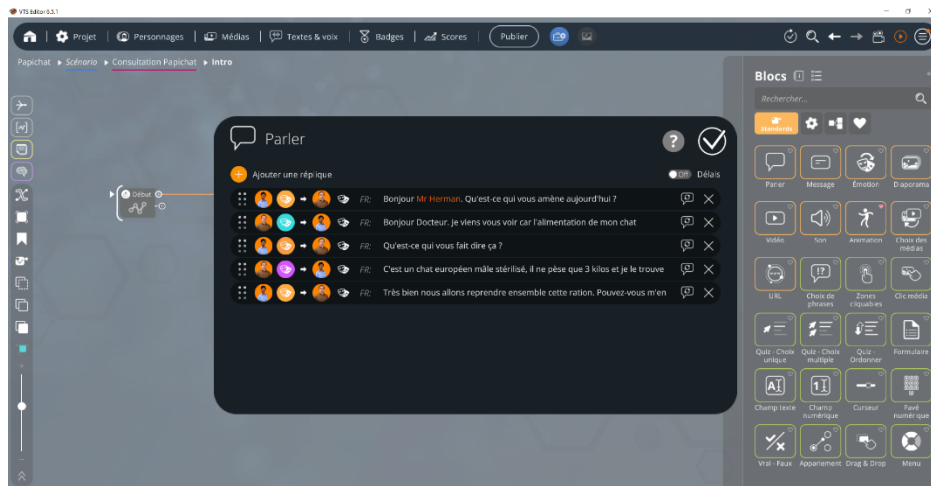 VTS Editor 6.3.1
Projet
Personnages
Médias
Textes & voix
Badges
Scores
Publier
Papichat ▸ Scénario ▸ Consultation Papichat ▸ Intro
Blocs
Rechercher...
Standards
Début
Parler
Ajouter une réplique
Off Délais
FR: Bonjour Mr Herman. Qu'est-ce qui vous amène aujourd'hui ?
FR: Bonjour Docteur. Je viens vous voir car l'alimentation de mon chat
FR: Qu'est-ce qui vous fait dire ça ?
FR: C'est un chat européen mâle stérilisé, il ne pèse que 3 kilos et je le trouve
FR: Très bien nous allons reprendre ensemble cette ration. Pouvez-vous m'en
Parler Message Émotion Diaporama
Vidéo Son Animation Choix des médias
URL Choix de phrases Zones cliquables Clic média
Quiz - Choix unique Quiz - Choix multiple Quiz - Ordonner Formulaire
Champ texte Champ numérique Curseur Pavé numérique
Vrai - Faux Appariement Drag & Drop Menu